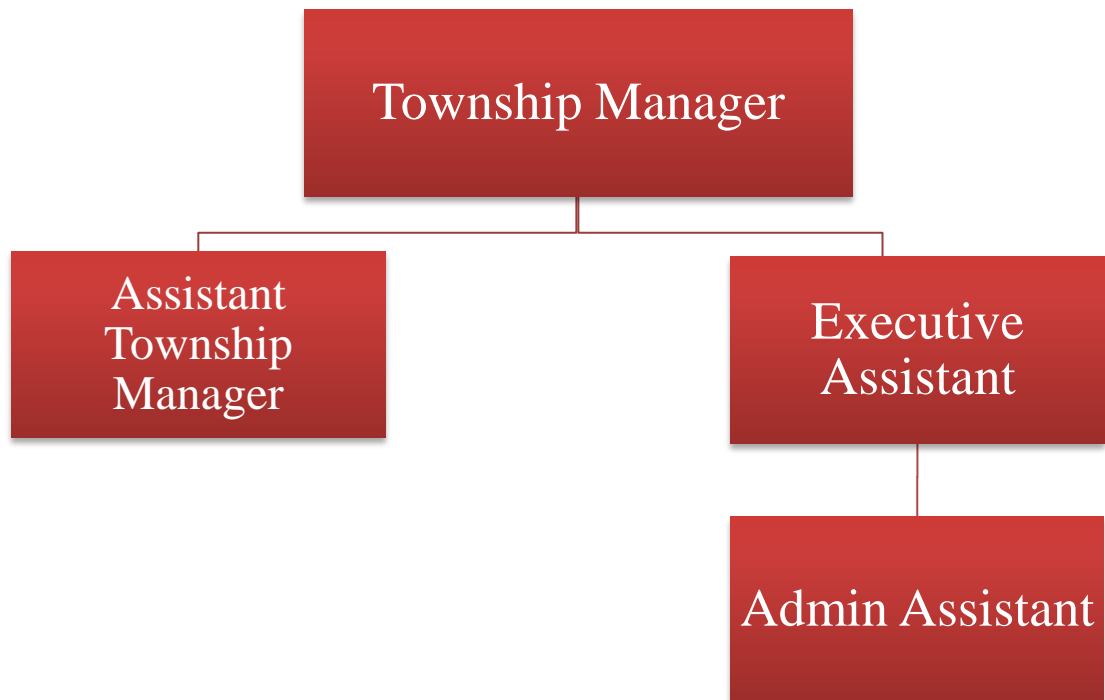 Township Manager
Assistant
Township
Manager
Executive
Assistant
Admin Assistant